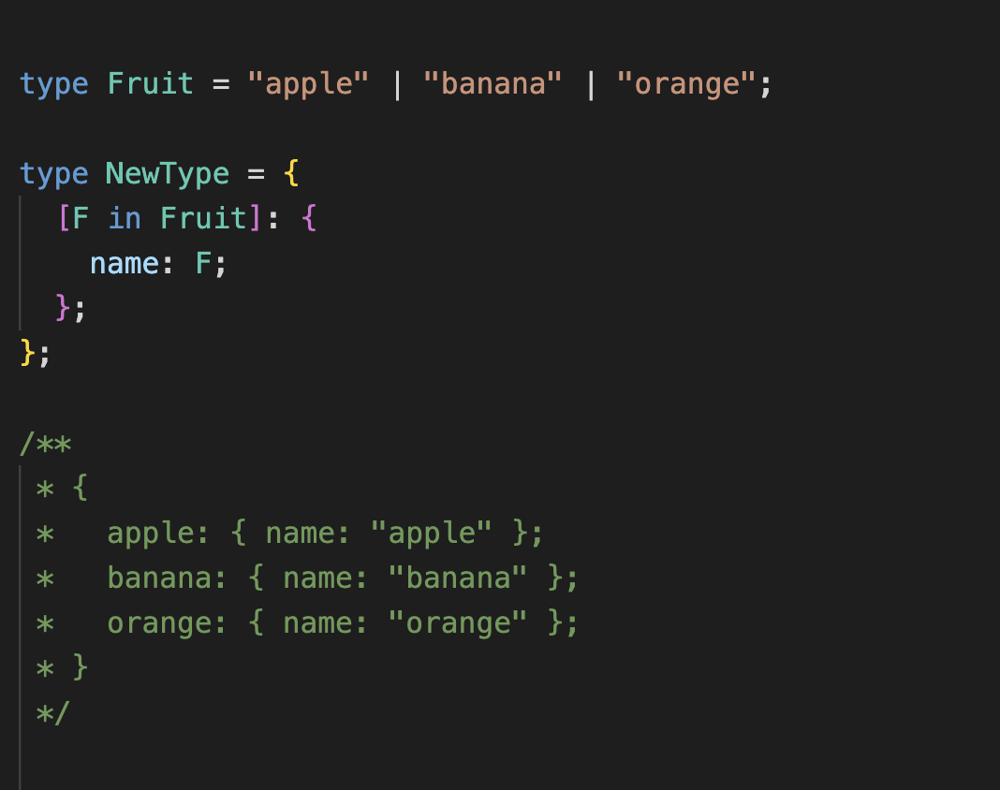 type Fruit = "apple" | "banana" | "orange";
type NewType = {
[F in Fruit]: {
name: F;
};
};
/**
* {
* apple: { name: "apple" };
* banana: { name: "banana" };
* orange: { name: "orange" };
* }
*/